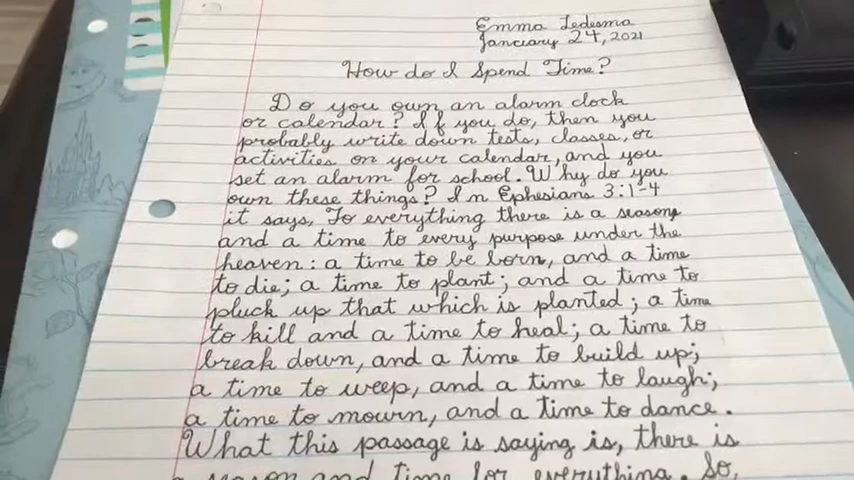 Emma Ledesma
January 24, 2021
How do I Spend Time?
Do you own an alarm clock
or calendar? If you do, then you
probably write down tests, classes, or
activities on your calendar, and you
set an alarm for school. Why do you
own these things? In Ephesians 3:1-4
it says, To everything there is a season,
and a time to every purpose under the
heaven: a time to be born, and a time
to die; a time to plant; and a time to
pluck up that which is planted; a time
to kill and a time to heal; a time to
break down, and a time to build up;
a time to weep, and a time to laugh;
a time to mourn, and a time to dance.
What this passage is saying is, there is
a season and time for everything. So,